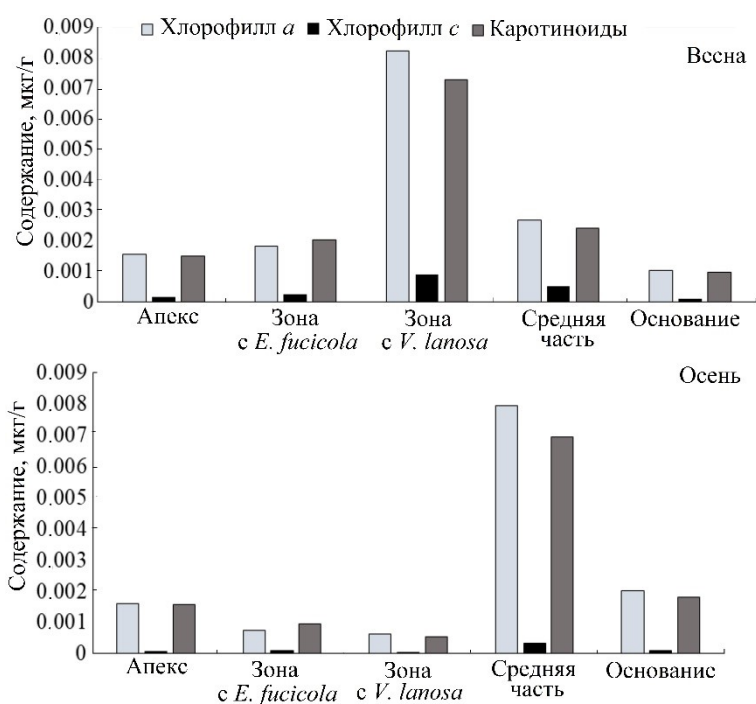 Хлорофилл a Хлорофилл c Каротиноиды
Весна
Содержание, мкг/г
0.009
0.008
0.007
0.006
0.005
0.004
0.003
0.002
0.001
0
Апекс
Зона
с E. fucicola
Зона
с V. lanosa
Средняя
часть
Основание
Осень
Содержание, мкг/г
0.009
0.008
0.007
0.006
0.005
0.004
0.003
0.002
0.001
0
Апекс
Зона
с E. fucicola
Зона
с V. lanosa
Средняя
часть
Основание